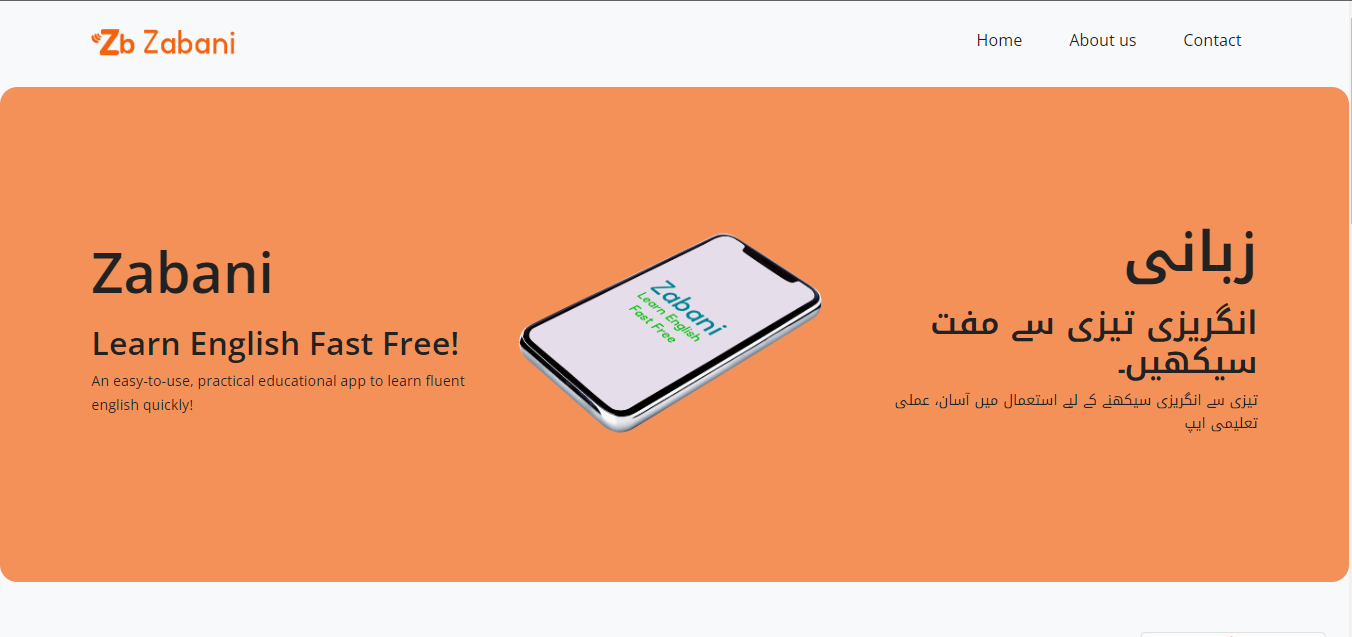 Zb Zabani
Home
About us
Contact
Zabani
Learn English Fast Free!
An easy-to-use, practical educational app to learn fluent
english quickly!
Zabani
Learn English
Fast Free
زبانی
انگریزی تیزی سے مفت
سیکھیں۔
تیزی سے انگریزی سیکھنے کے لیے استعمال میں آسان، عملی
تعلیمی ایپ